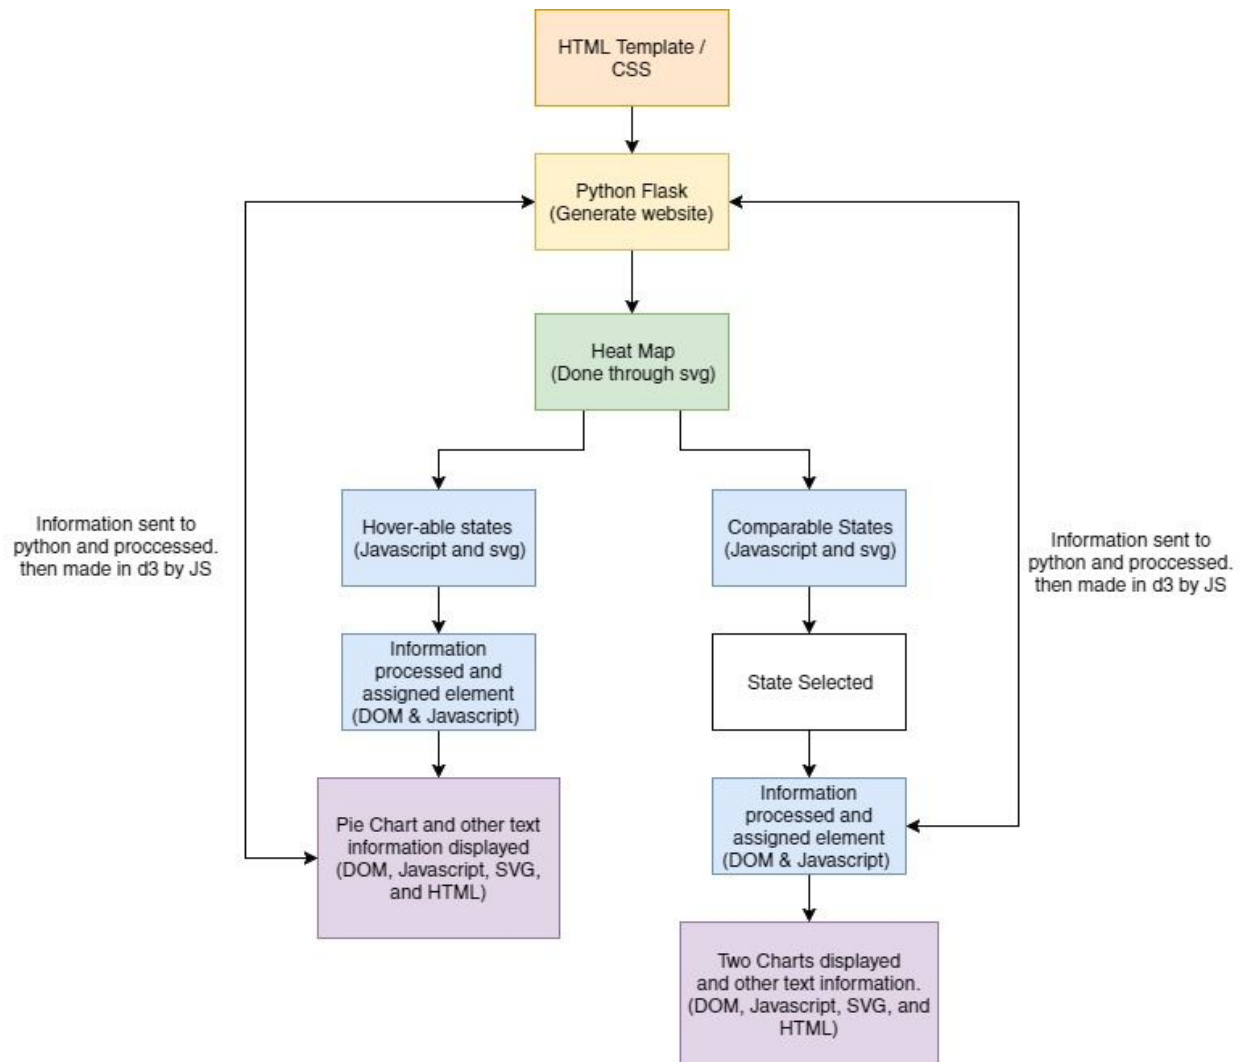 HTML Template /
CSS
Python Flask
(Generate website)
Heat Map
(Done through svg)
Information sent to
python and proccessed.
then made in d3 by JS
Hover-able states
(Javascript and svg)
Comparable States
(Javascript and svg)
Information sent to
python and proccessed.
then made in d3 by JS
Information
processed and
assigned element
(DOM & Javascript)
State Selected
Pie Chart and other text
information displayed
(DOM, Javascript, SVG,
and HTML)
Information
processed and
assigned element
(DOM & Javascript)
Two Charts displayed
and other text information.
(DOM, Javascript, SVG, and
HTML)